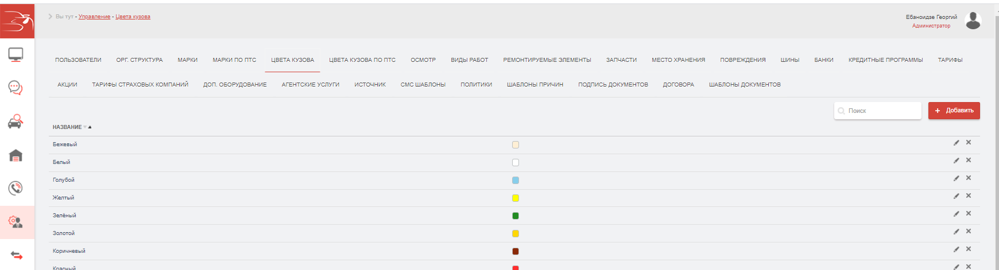 Вы тут - Управление - Цвета кузова
Ебаноидзе Георгий
Администратор
ПОЛЬЗОВАТЕЛИ ОРГ. СТРУКТУРА МАРКИ МАРКИ ПО ПТС ЦВЕТА КУЗОВА ЦВЕТА КУЗОВА ПО ПТС ОСМОТР ВИДЫ РАБОТ РЕМОНТИРУЕМЫЕ ЭЛЕМЕНТЫ ЗАПЧАСТИ МЕСТО ХРАНЕНИЯ ПОВРЕЖДЕНИЯ ШИНЫ БАНКИ КРЕДИТНЫЕ ПРОГРАММЫ ТАРИФЫ
АКЦИИ ТАРИФЫ СТРАХОВЫХ КОМПАНИЙ ДОП. ОБОРУДОВАНИЕ АГЕНТСКИЕ УСЛУГИ ИСТОЧНИК СМС ШАБЛОНЫ ПОЛИТИКИ ШАБЛОНЫ ПРИЧИН ПОДПИСЬ ДОКУМЕНТОВ ДОГОВОРА ШАБЛОНЫ ДОКУМЕНТОВ
Поиск + Добавить
НАЗВАНИЕ
Бежевый
Белый
Голубой
Желтый
Зелёный
Золотой
Коричневый
Красный